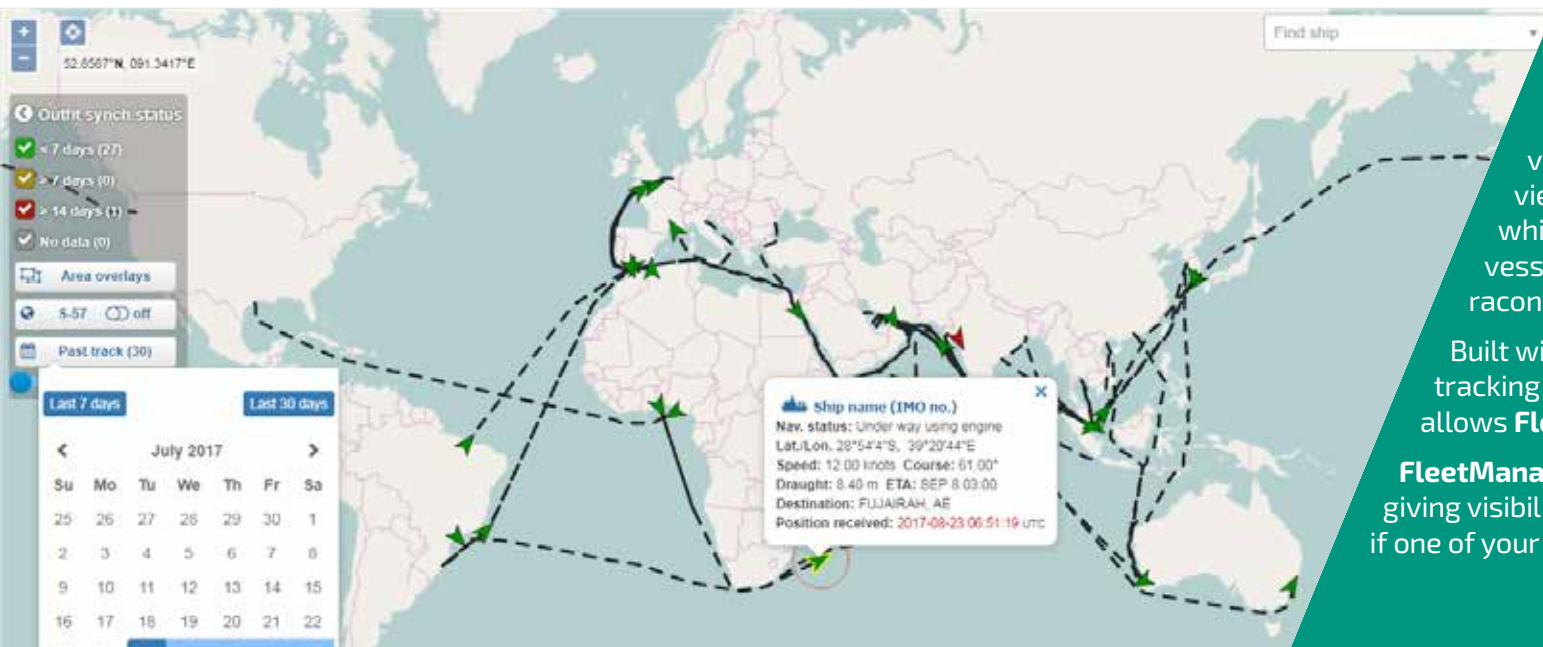 +
−
52.6587°N, 091.3417°E
Find ship
Outfit synch status
< 7 days (27)
≥ 7 days (0)
≥ 14 days (1)
No data (0)
Area overlays
S-57 off
Past track (30)
Last 7 days Last 30 days
< July 2017 >
Su Mo Tu We Th Fr Sa
25 26 27 28 29 30 1
2 3 4 5 6 7 8
9 10 11 12 13 14 15
16 17 18 19 20 21 22
Ship name (IMO no.)
Nav. status: Under way using engine
Lat./Lon. 28°54'4"S, 39°20'44"E
Speed: 12.00 knots Course: 61.00°
Draught: 8.40 m ETA: SEP 8 03:00
Destination: FUJAIRAH, AE
Position received: 2017-08-23 06:51:19 UTC
v
vie
whi
vess
racon
Built wi
tracking
allows Fle
FleetMana
giving visibil
if one of your